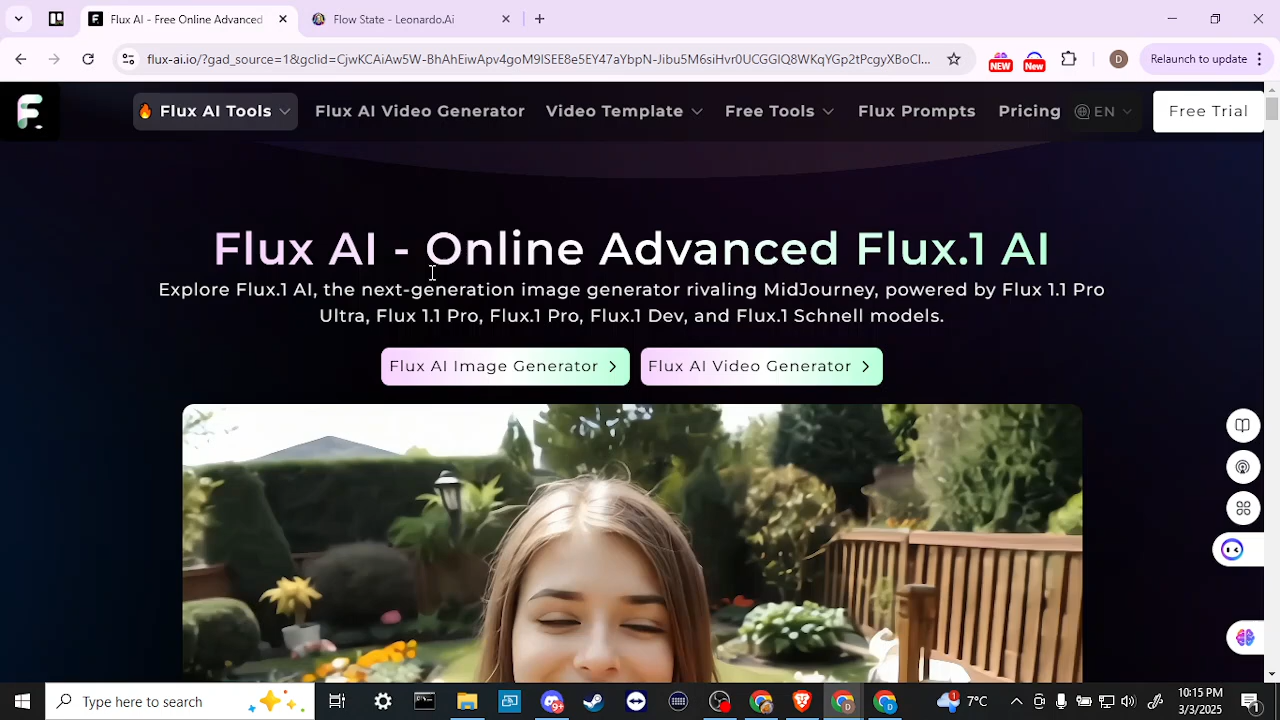 Flux AI - Free Online Advanced
Flow State - Leonardo.Ai
flux-ai.io/?gad_source=1&
NEW
New
D
Relaunch to update
F.
🔥 Flux AI Tools
Flux AI Video Generator
Video Template
Free Tools
Flux Prompts
Pricing
EN
Free Trial
Flux AI - Online Advanced Flux.1 AI
Explore Flux.1 AI, the next-generation image generator rivaling MidJourney, powered by Flux 1.1 Pro
Ultra, Flux 1.1 Pro, Flux.1 Pro, Flux.1 Dev, and Flux.1 Schnell models.
Flux AI Image Generator
Flux AI Video Generator
Type here to search
9+
D
D
1
7°C
10:15 PM
3/3/2025
1